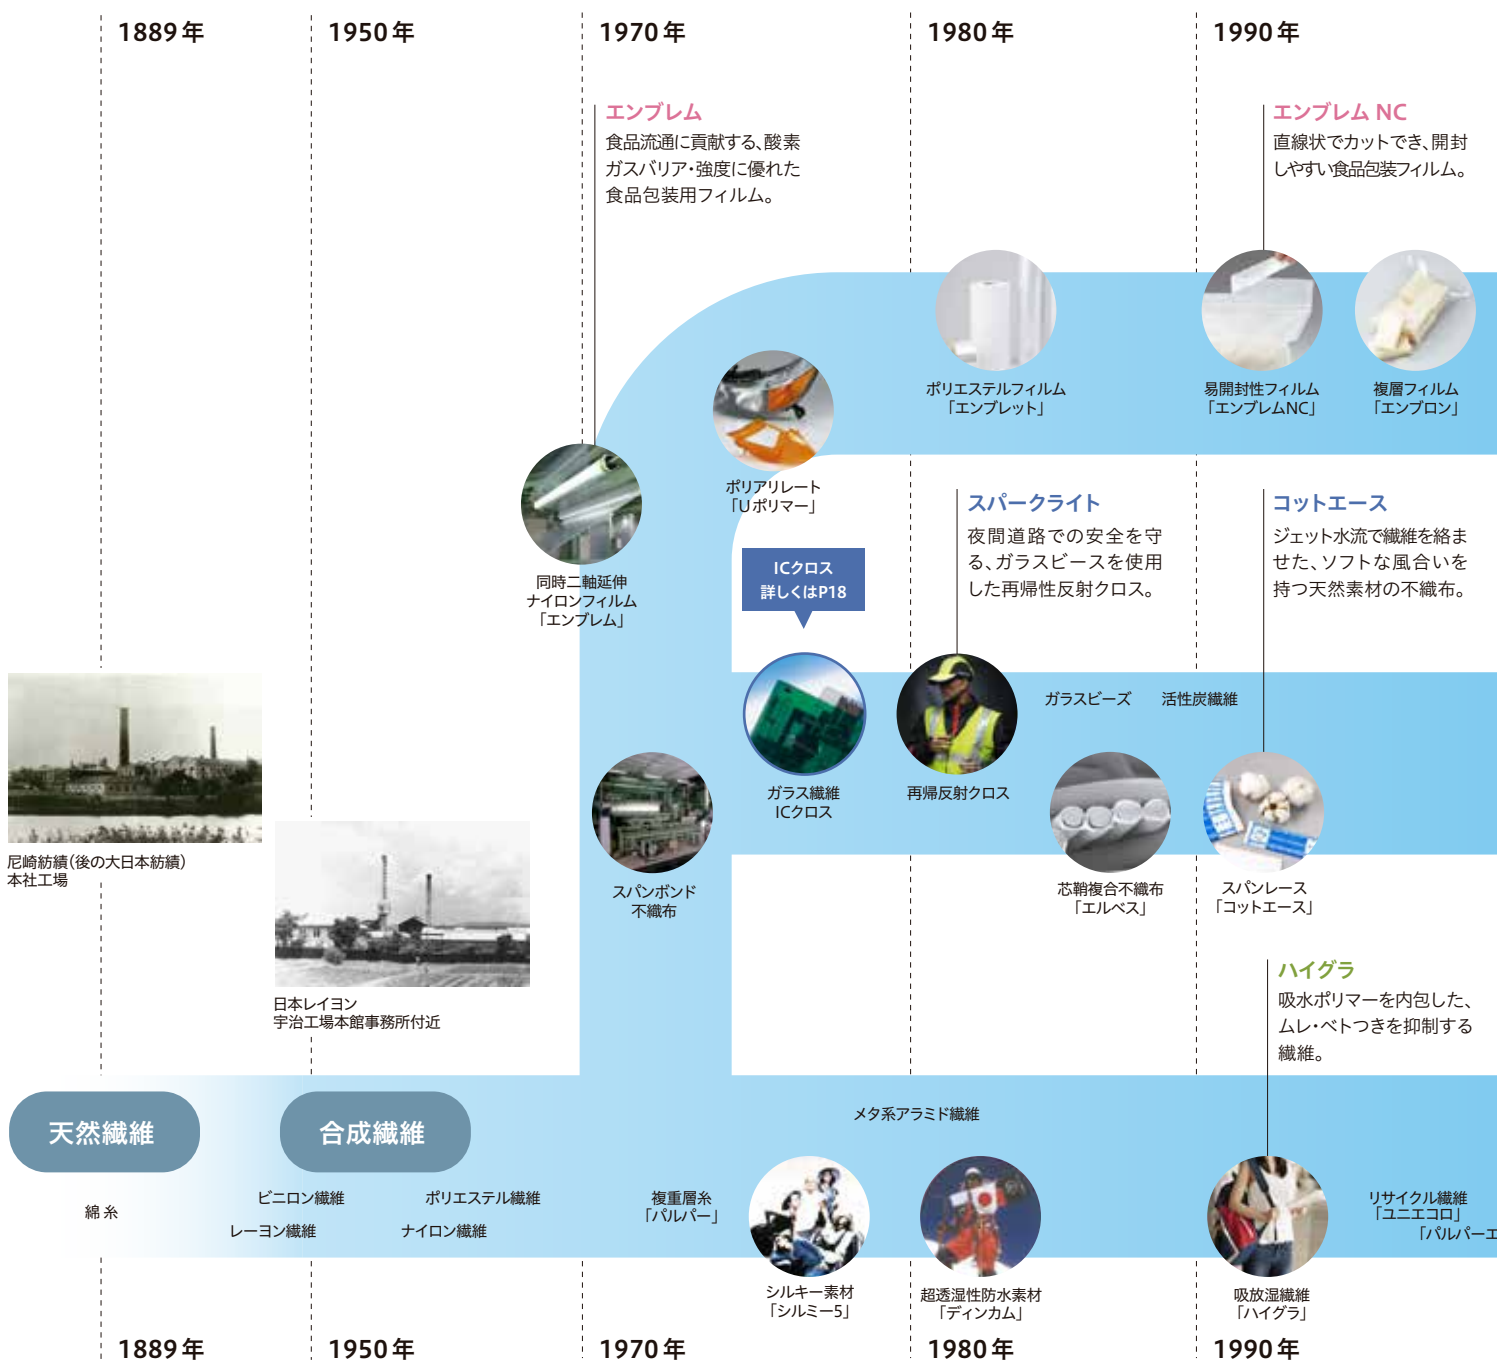 1889年
1950年
1970年
1980年
1990年
エンブレム
食品流通に貢献する、酸素
ガスバリア・強度に優れた
食品包装用フィルム。
エンブレム NC
直線状でカットでき、開封
しやすい食品包装フィルム。
ポリエステルフィルム
「エンブレット」
易開封性フィルム
「エンブレムNC」
複層フィルム
「エンブロン」
ポリアリレート
「Uポリマー」
同時二軸延伸
ナイロンフィルム
「エンブレム」
スパークライト
夜間道路での安全を守
る、ガラスビースを使用
した再帰性反射クロス。
コットエース
ジェット水流で繊維を絡ま
せた、ソフトな風合いを
持つ天然素材の不織布。
ICクロス
詳しくはP18
ガラスビーズ
活性炭繊維
ガラス繊維
ICクロス
再帰反射クロス
尼崎紡績(後の大日本紡績)
本社工場
スパンボンド
不織布
芯鞘複合不織布
「エルベス」
スパンレース
「コットエース」
日本レイヨン
宇治工場本館事務所付近
ハイグラ
吸水ポリマーを内包した、
ムレ・ベトつきを抑制する
繊維。
天然繊維
合成繊維
メタ系アラミド繊維
綿糸
ビニロン繊維
レーヨン繊維
ポリエステル繊維
ナイロン繊維
複重層糸
「パルパー」
リサイクル繊維
「ユニエコロ」
「パルパーエ
シルキー素材
「シルミー5」
超透湿性防水素材
「ディンカム」
吸放湿繊維
「ハイグラ」
1889年
1950年
1970年
1980年
1990年